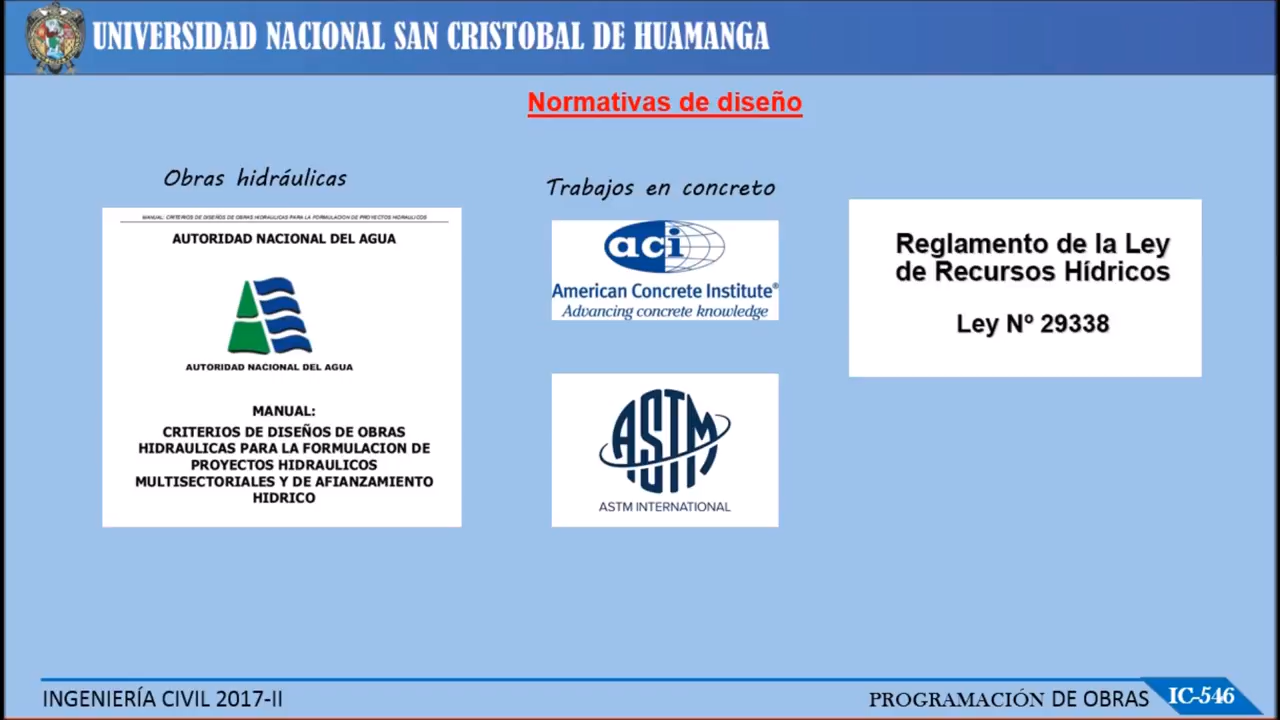 UNIVERSIDAD NACIONAL SAN CRISTOBAL DE HUAMANGA
Normativas de diseño
Obras hidráulicas
MANUAL: CRITERIOS DE DISEÑOS DE OBRAS HIDRAULICAS PARA LA FORMULACION DE PROYECTOS HIDRAULICOS
AUTORIDAD NACIONAL DEL AGUA
AUTORIDAD NACIONAL DEL AGUA
MANUAL:
CRITERIOS DE DISEÑOS DE OBRAS
HIDRAULICAS PARA LA FORMULACION DE
PROYECTOS HIDRAULICOS
MULTISECTORIALES Y DE AFIANZAMIENTO
HIDRICO
Trabajos en concreto
aci
American Concrete Institute®
Advancing concrete knowledge
ASTM
ASTM INTERNATIONAL
Reglamento de la Ley
de Recursos Hídricos
Ley Nº 29338
INGENIERÍA CIVIL 2017-II
PROGRAMACIÓN DE OBRAS IC-546